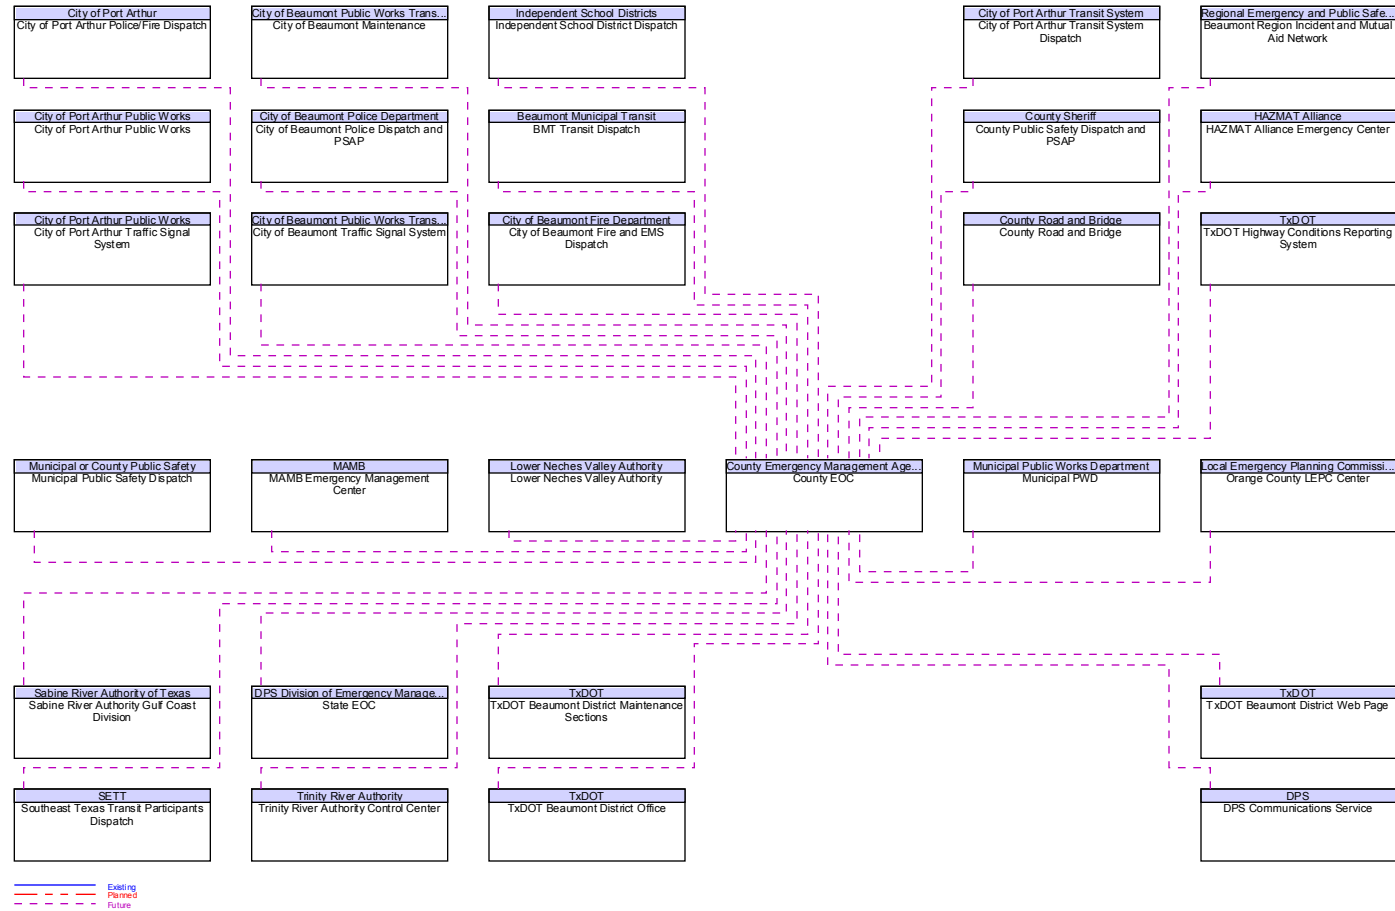 City of Port Arthur
City of Port Arthur Police/Fire Dispatch
City of Beaumont Public Works Trans...
City of Beaumont Maintenance
Independent School Districts
Independent School District Dispatch
City of Port Arthur Transit System
City of Port Arthur Transit System
Dispatch
Regional Emergency and Public Safe...
Beaumont Region Incident and Mutual
Aid Network
City of Port Arthur Public Works
City of Port Arthur Public Works
City of Beaumont Police Department
City of Beaumont Police Dispatch and
PSAP
Beaumont Municipal Transit
BMT Transit Dispatch
County Sheriff
County Public Safety Dispatch and
PSAP
HAZMAT Alliance
HAZMAT Alliance Emergency Center
City of Port Arthur Public Works
City of Port Arthur Traffic Signal
System
City of Beaumont Public Works Trans...
City of Beaumont Traffic Signal System
City of Beaumont Fire Department
City of Beaumont Fire and EMS
Dispatch
County Road and Bridge
County Road and Bridge
TxDOT
TxDOT Highway Conditions Reporting
System
Municipal or County Public Safety
Municipal Public Safety Dispatch
MAMB
MAMB Emergency Management
Center
Lower Neches Valley Authority
Lower Neches Valley Authority
County Emergency Management Age...
County EOC
Municipal Public Works Department
Municipal PWD
Local Emergency Planning Commissi...
Orange County LEPC Center
Sabine River Authority of Texas
Sabine River Authority Gulf Coast
Division
DPS Division of Emergency Manage...
State EOC
TxDOT
TxDOT Beaumont District Maintenance
Sections
TxDOT
TxDOT Beaumont District Web Page
SETT
Southeast Texas Transit Participants
Dispatch
Trinity River Authority
Trinity River Authority Control Center
TxDOT
TxDOT Beaumont District Office
DPS
DPS Communications Service
Existing
Planned
Future